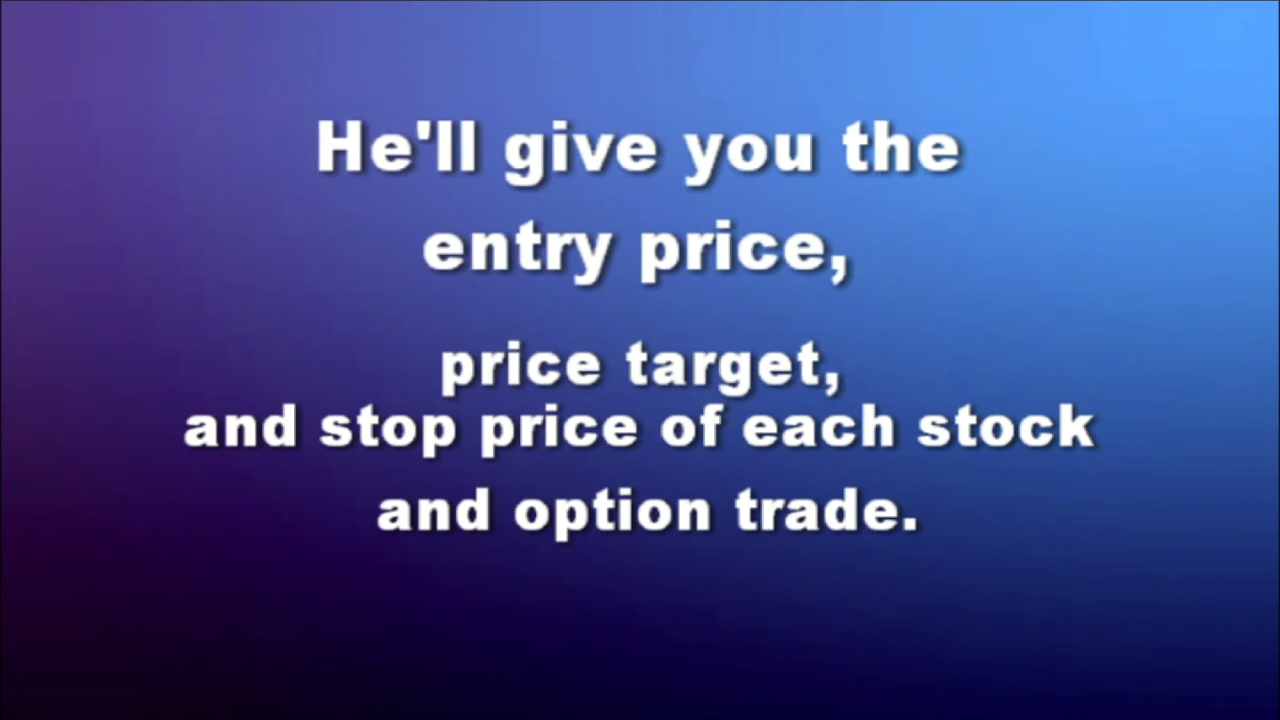 He'll give you the
entry price,
price target,
and stop price of each stock
and option trade.